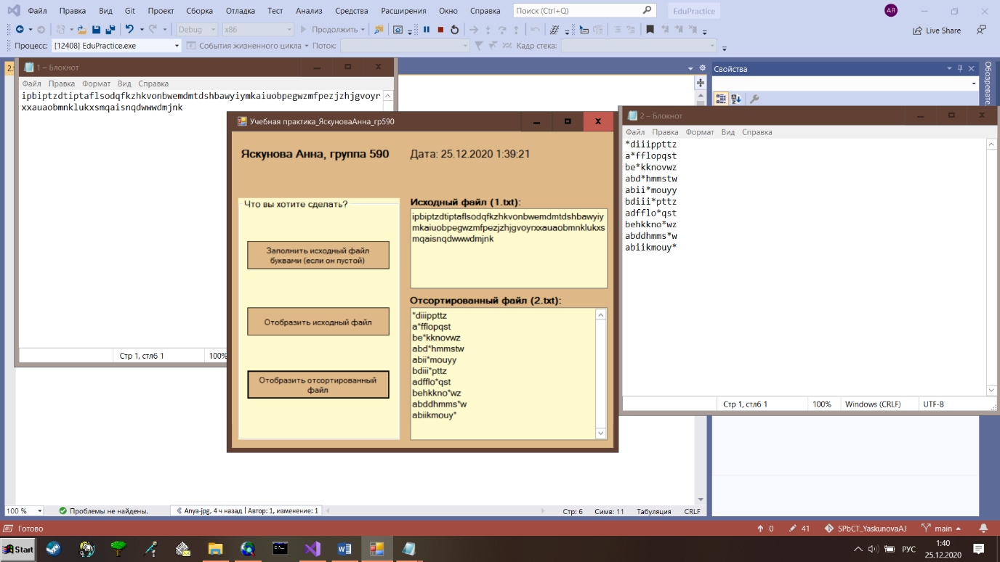 Файл Правка Вид Git Проект Сборка Отладка Тест Анализ Средства Расширения Окно Справка Поиск (Ctrl+Q) EduPractice АЯ
Debug x86 Продолжить Live Share
Процесс: [12408] EduPractice.exe События жизненного цикла Поток: Кадр стека:
1 – Блокнот
Файл Правка Формат Вид Справка
ipbiptzdtiptaflsodqfkzhkvonbwemdmtdshbawyiymkaiuobpegwzmfpezjzhjgvoyr
xxauaobmnklukxsmqaisnqdwwwdmjnk
Стр 1, стлб 1 100%
Учебная практика_ЯскуноваАнна_гр590
Яскунова Анна, группа 590 Дата: 25.12.2020 1:39:21
Что вы хотите сделать?
Заполнить исходный файл
буквами (если он пустой)
Отобразить исходный файл
Отобразить отсортированный
файл
Исходный файл (1.txt):
ipbiptzdtiptaflsodqfkzhkvonbwemdmtdshbawyiy
mkaiuobpegwzmfpezjzhjgvoyrxxauaobmnklukxs
mqaisnqdwwwdmjnk
Отсортированный файл (2.txt):
*diiippttz
a*fflopqst
be*kknovwz
abd*hmmstw
abii*mouyy
bdiii*pttz
adfflo*qst
behkkno*wz
abddhmms*w
abiikmouy*
Свойства
Обозревате
2 – Блокнот
Файл Правка Формат Вид Справка
*diiippttz
a*fflopqst
be*kknovwz
abd*hmmstw
abii*mouyy
bdiii*pttz
adfflo*qst
behkkno*wz
abddhmms*w
abiikmouy*
Стр 1, стлб 1 100% Windows (CRLF) UTF-8
100 % Проблемы не найдены. Anya-jpg, 4 ч назад | Автор: 1, изменение: 1 Стр: 6 Симв: 11 Табуляция CRLF
Готово 0 41 SPbCT_YaskunovaAJ main
Start РУС 1:40
25.12.2020